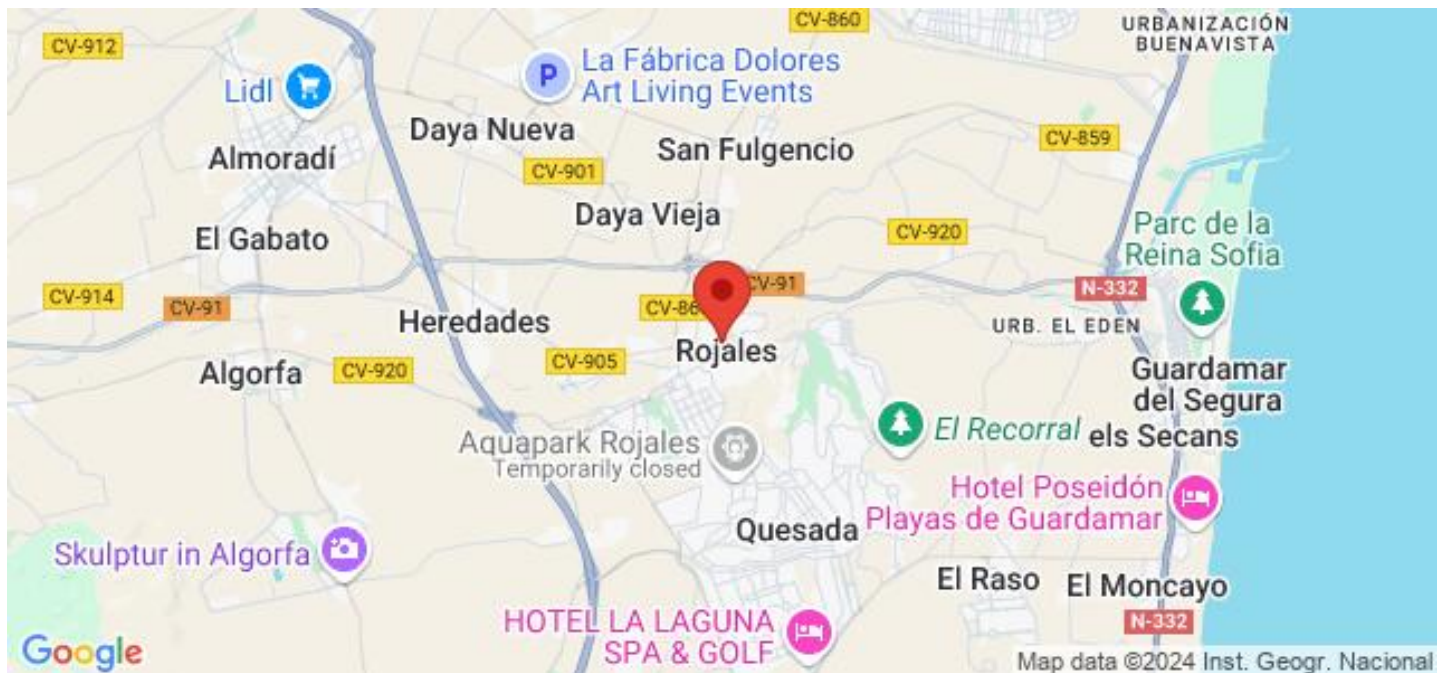 CV-860
URBANIZACIÓN
BUENAVISTA
CV-912
La Fábrica Dolores
Art Living Events
P
Lidl
Daya Nueva
CV-859
Almoradí
San Fulgencio
CV-901
Daya Vieja
El Gabato
CV-920
Parc de la
Reina Sofia
CV-914
CV-91
CV-91
N-332
Heredades
URB. EL EDEN
Rojales
CV-905
Algorfa
CV-920
Guardamar
del Segura
Aquapark Rojales
Temporarily closed
El Recorral
els Secans
Hotel Poseidón
Playas de Guardamar
Quesada
Skulptur in Algorfa
El Raso
El Moncayo
HOTEL LA LAGUNA
SPA & GOLF
N-332
Google
Map data ©2024 Inst. Geogr. Nacional